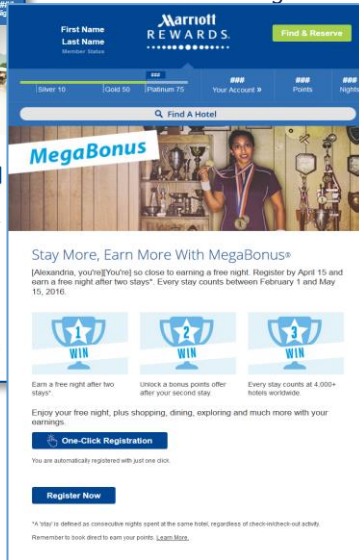 First Name
Last Name
Member Status
Marriott
REWARDS.
Find & Reserve
###
###
###
###
Silver 10
Gold 50
Platinum 75
Your Account »
Points
Nights
Find A Hotel
MegaBonus
Stay More, Earn More With MegaBonus®
[Alexandria, you're][You're] so close to earning a free night. Register by April 15 and
earn a free night after two stays*. Every stay counts between February 1 and May
15, 2016.
1
WIN
2
WIN
3
WIN
Earn a free night after two
stays*.
Unlock a bonus points offer
after your second stay.
Every stay counts at 4,000+
hotels worldwide.
Enjoy your free night, plus shopping, dining, exploring and much more with your
earnings.
One-Click Registration
You are automatically registered with just one click.
Register Now
*A 'stay' is defined as consecutive nights spent at the same hotel, regardless of check-in/check-out activity.
Remember to book direct to earn your points. Learn More.